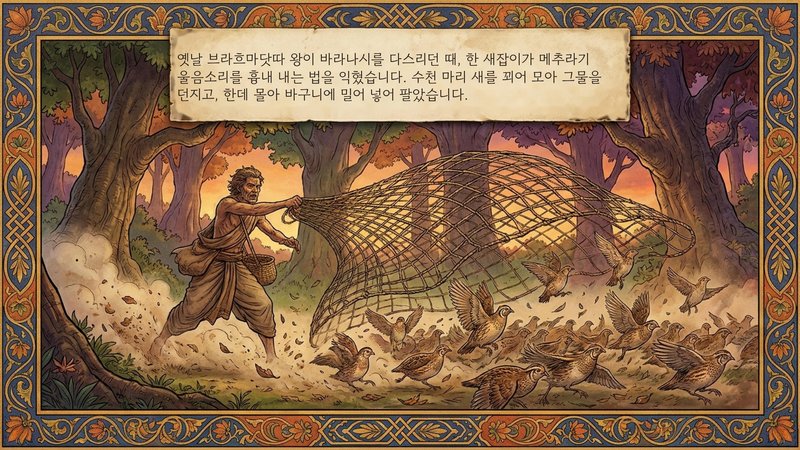 옛날 브라흐마닷따 왕이 바라나시를 다스리던 때, 한 새잡이가 메추라기
울음소리를 흉내 내는 법을 익혔습니다. 수천 마리 새를 꾀어 모아 그물을
던지고, 한데 몰아 바구니에 밀어 넣어 팔았습니다.